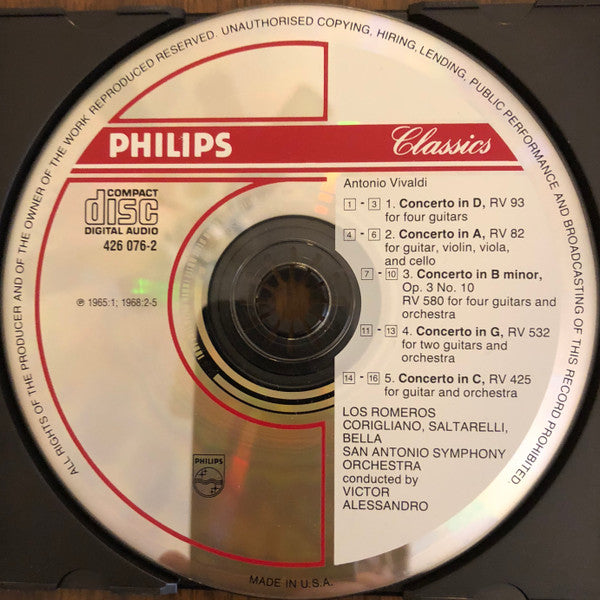 ALL RIGHTS OF THE PRODUCER AND OF THE OWNER OF THE WORK REPRODUCED RESERVED. UNAUTHORISED COPYING, HIRING, LENDING, PUBLIC PERFORMANCE AND BROADCASTING OF THIS RECORD PROHIBITED.
PHILIPS Classics
COMPACT
disc
DIGITAL AUDIO
426 076-2
℗ 1965:1; 1968:2-5
Antonio Vivaldi
1 - 3 1. Concerto in D, RV 93
for four guitars
4 - 6 2. Concerto in A, RV 82
for guitar, violin, viola,
and cello
7 - 10 3. Concerto in B minor,
Op. 3 No. 10
RV 580 for four guitars and
orchestra
11 - 13 4. Concerto in G, RV 532
for two guitars and
orchestra
14 - 16 5. Concerto in C, RV 425
for guitar and orchestra
LOS ROMEROS
CORIGLIANO, SALTARELLI,
BELLA
SAN ANTONIO SYMPHONY
ORCHESTRA
conducted by
VICTOR
ALESSANDRO
PHILIPS
MADE IN U.S.A.